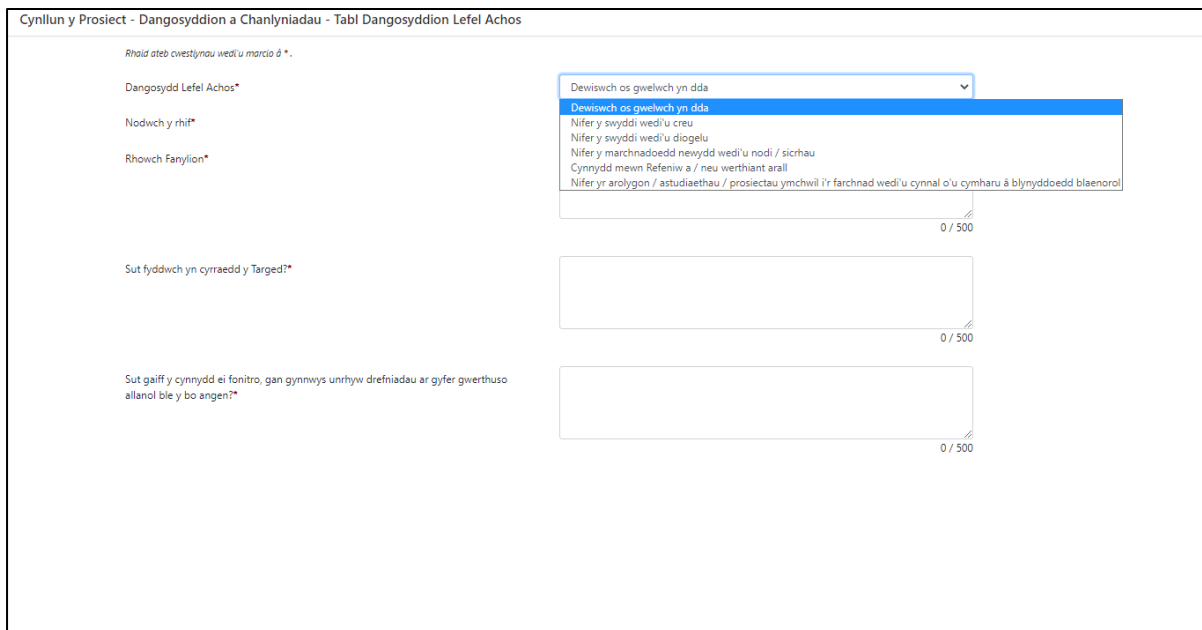 Cynllun y Prosiect - Dangosyddion a Chanlyniadau - Tabl Dangosyddion Lefel Achos
Rhaid ateb cwestiynau wedi'u marcio â * .
Dangosydd Lefel Achos*
Dewiswch os gwelwch yn dda
Dewiswch os gwelwch yn dda
Nodwch y rhif*
Nifer y swyddi wedi'u creu
Nifer y swyddi wedi'u diogelu
Nifer y marchnadoedd newydd wedi'u nodi / sicrhau
Rhowch Fanylion*
Cynnydd mewn Refeniw a / neu werthiant arall
Nifer yr arolygon / astudiaethau / prosiectau ymchwil i'r farchnad wedi'u cynnal o'u cymharu â blynyddoedd blaenorol
0 / 500
Sut fyddwch yn cyrraedd y Targed?*
0 / 500
Sut gaiff y cynnydd ei fonitro, gan gynnwys unrhyw drefniadau ar gyfer gwerthuso
allanol ble y bo angen?*
0 / 500